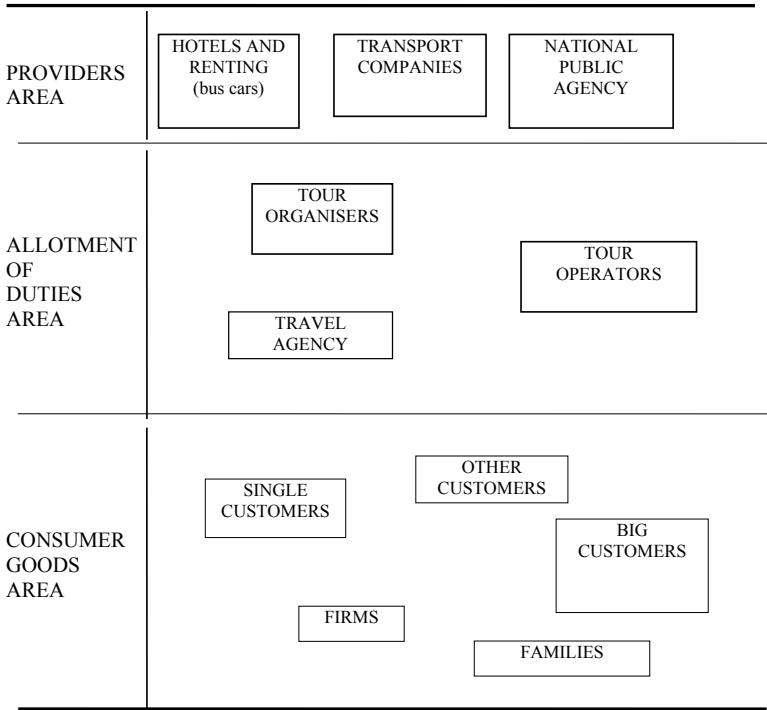 PROVIDERS
AREA
HOTELS AND
RENTING
(bus cars)
TRANSPORT
COMPANIES
NATIONAL
PUBLIC
AGENCY
ALLOTMENT
OF
DUTIES
AREA
TOUR
ORGANISERS
TOUR
OPERATORS
TRAVEL
AGENCY
CONSUMER
GOODS
AREA
SINGLE
CUSTOMERS
OTHER
CUSTOMERS
BIG
CUSTOMERS
FIRMS
FAMILIES